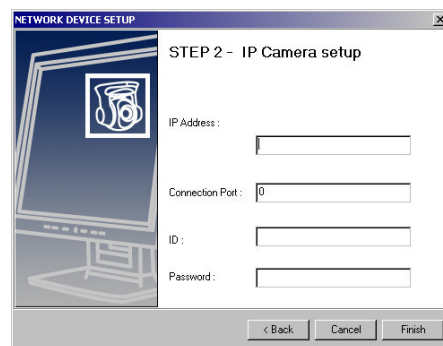 NETWORK DEVICE SETUP
STEP 2 - IP Camera setup
IP Address :
Connection Port : 0
ID :
Password :
< Back Cancel Finish